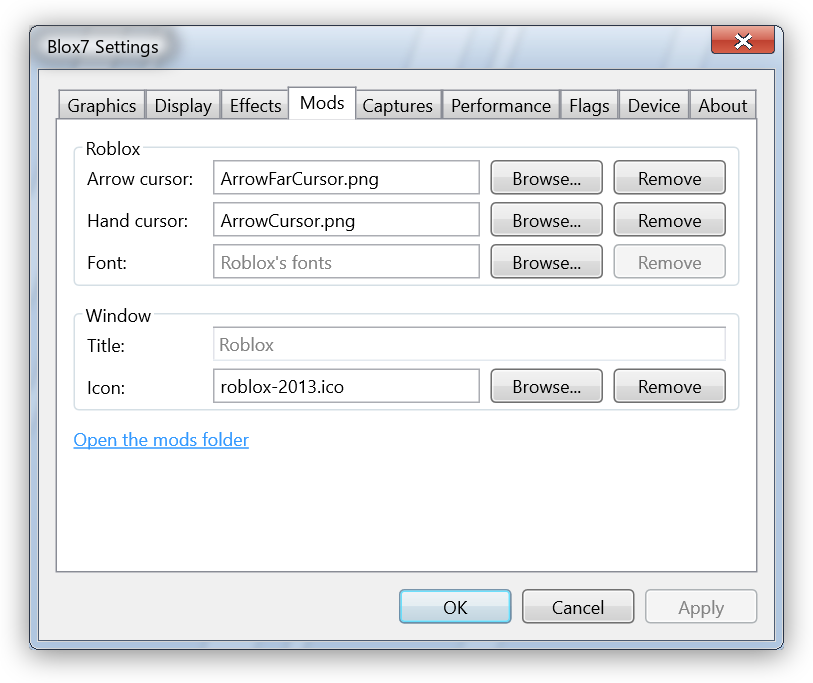 Blox7 Settings
Graphics Display Effects Mods Captures Performance Flags Device About
Roblox
Arrow cursor: ArrowFarCursor.png Browse... Remove
Hand cursor: ArrowCursor.png Browse... Remove
Font: Roblox's fonts Browse... Remove
Window
Title: Roblox
Icon: roblox-2013.ico Browse... Remove
Open the mods folder
OK Cancel Apply